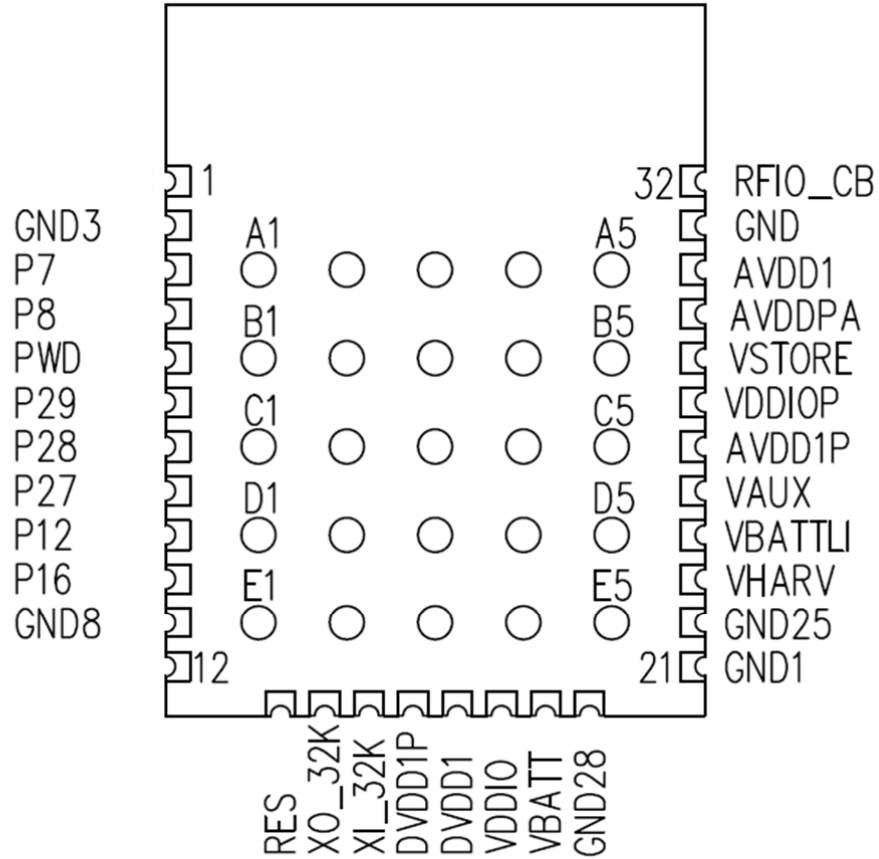 1
32 RFIO_CB
GND3
GND
A1
A5
P7
AVDD1
P8
AVDDPA
B1
B5
PWD
VSTORE
P29
VDDIOP
C1
C5
P28
AVDD1P
P27
VAUX
D1
D5
P12
VBATTLI
P16
VHARV
E1
E5
GND8
GND25
12
21 GND1
RES
XO_32K
XI_32K
DVDD1P
DVDD1
VDDIO
VBATT
GND28